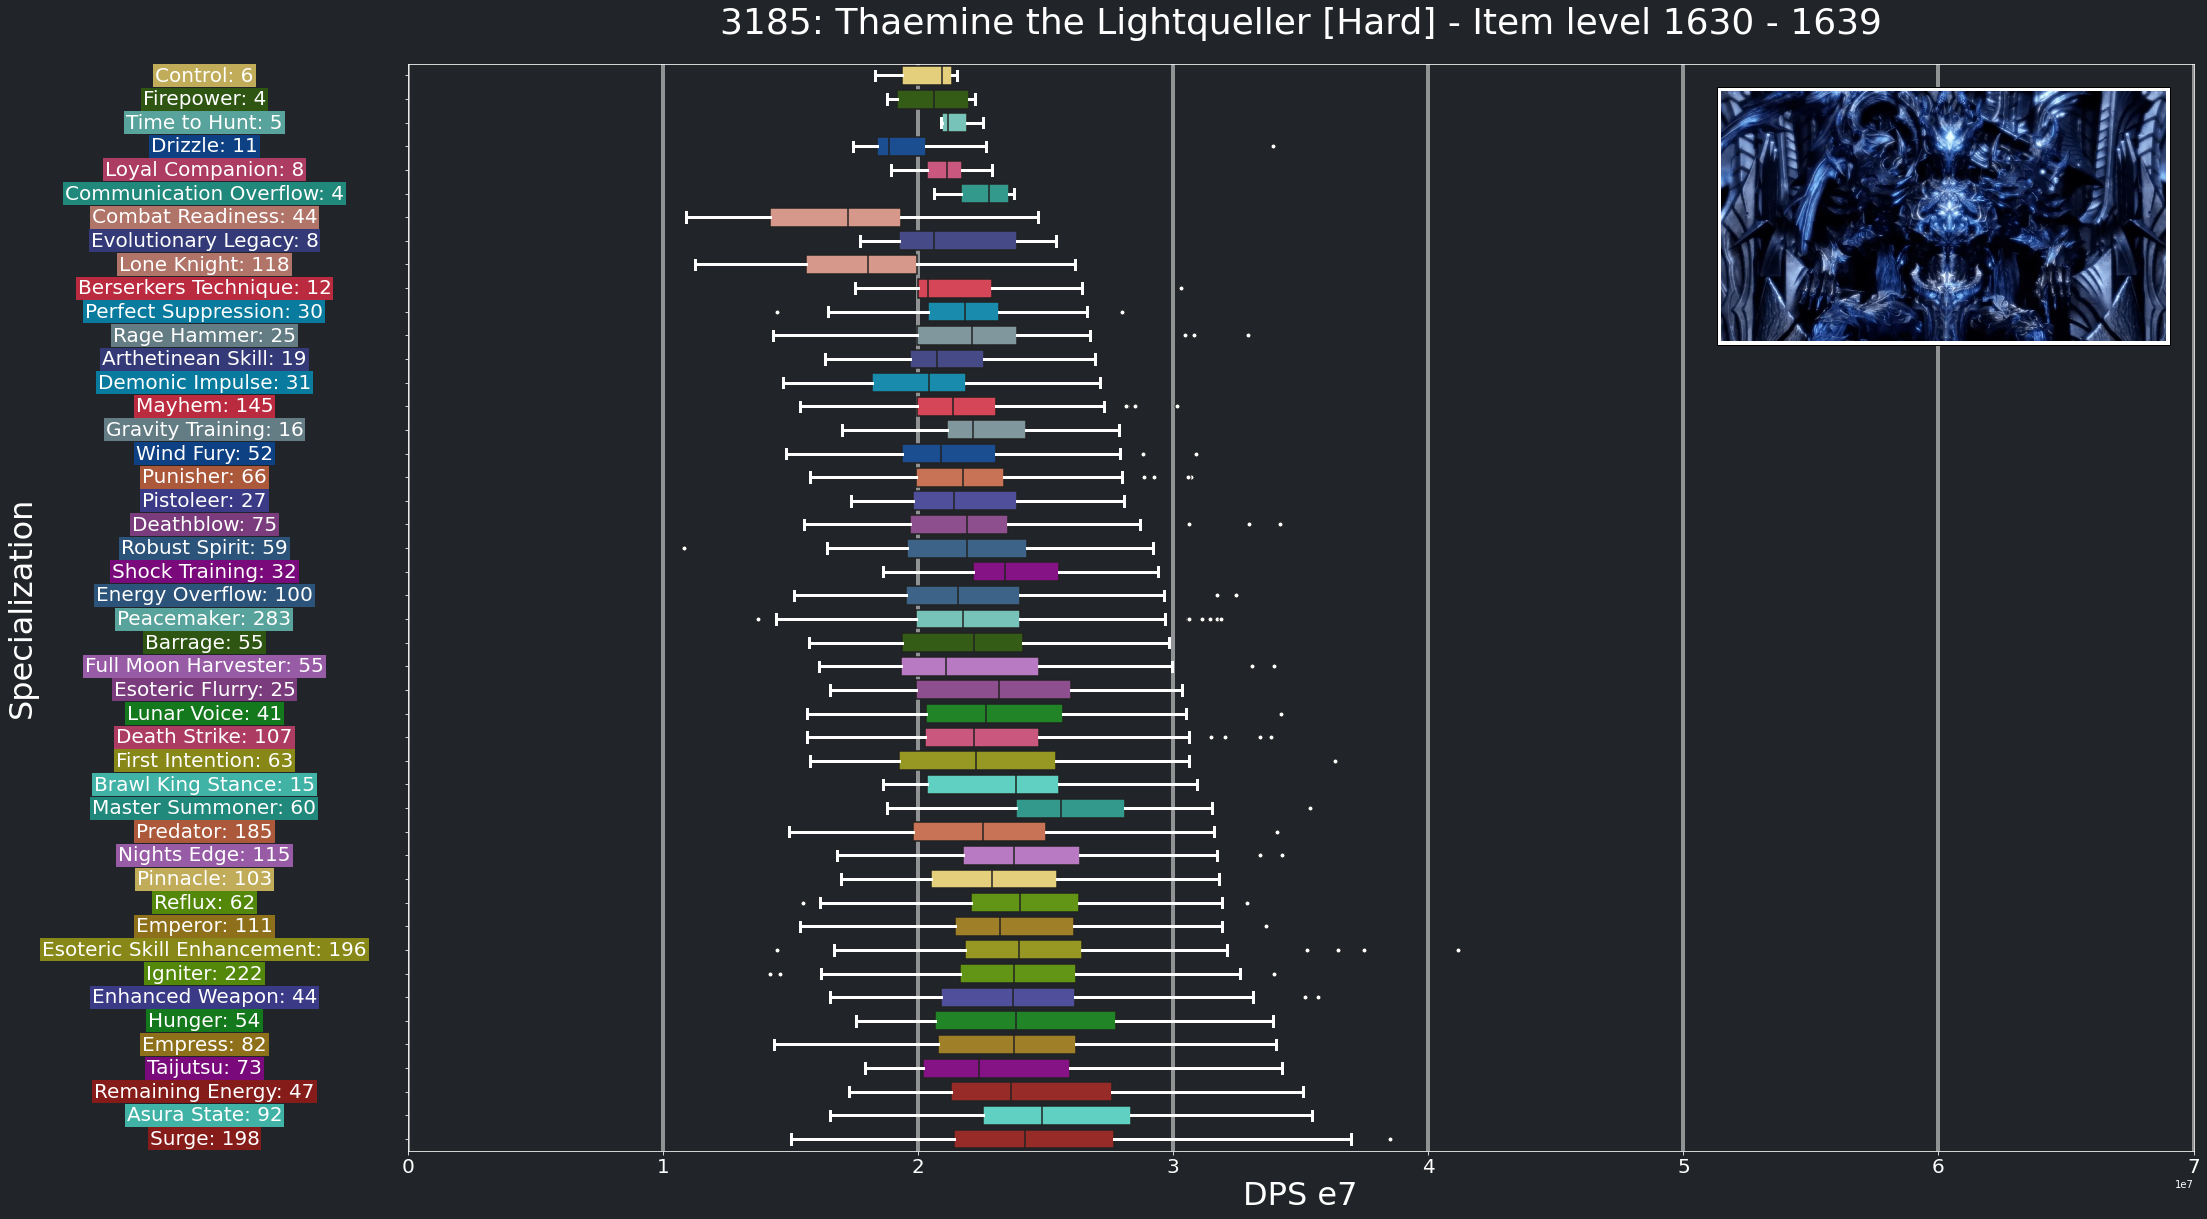 3185: Thaemine the Lightqueller [Hard] - Item level 1630 - 1639
Specialization
Control: 6
Firepower: 4
Time to Hunt: 5
Drizzle: 11
Loyal Companion: 8
Communication Overflow: 4
Combat Readiness: 44
Evolutionary Legacy: 8
Lone Knight: 118
Berserkers Technique: 12
Perfect Suppression: 30
Rage Hammer: 25
Arthetinean Skill: 19
Demonic Impulse: 31
Mayhem: 145
Gravity Training: 16
Wind Fury: 52
Punisher: 66
Pistoleer: 27
Deathblow: 75
Robust Spirit: 59
Shock Training: 32
Energy Overflow: 100
Peacemaker: 283
Barrage: 55
Full Moon Harvester: 55
Esoteric Flurry: 25
Lunar Voice: 41
Death Strike: 107
First Intention: 63
Brawl King Stance: 15
Master Summoner: 60
Predator: 185
Nights Edge: 115
Pinnacle: 103
Reflux: 62
Emperor: 111
Esoteric Skill Enhancement: 196
Igniter: 222
Enhanced Weapon: 44
Hunger: 54
Empress: 82
Taijutsu: 73
Remaining Energy: 47
Asura State: 92
Surge: 198
0 1 2 3 4 5 6 7
1e7
DPS e7